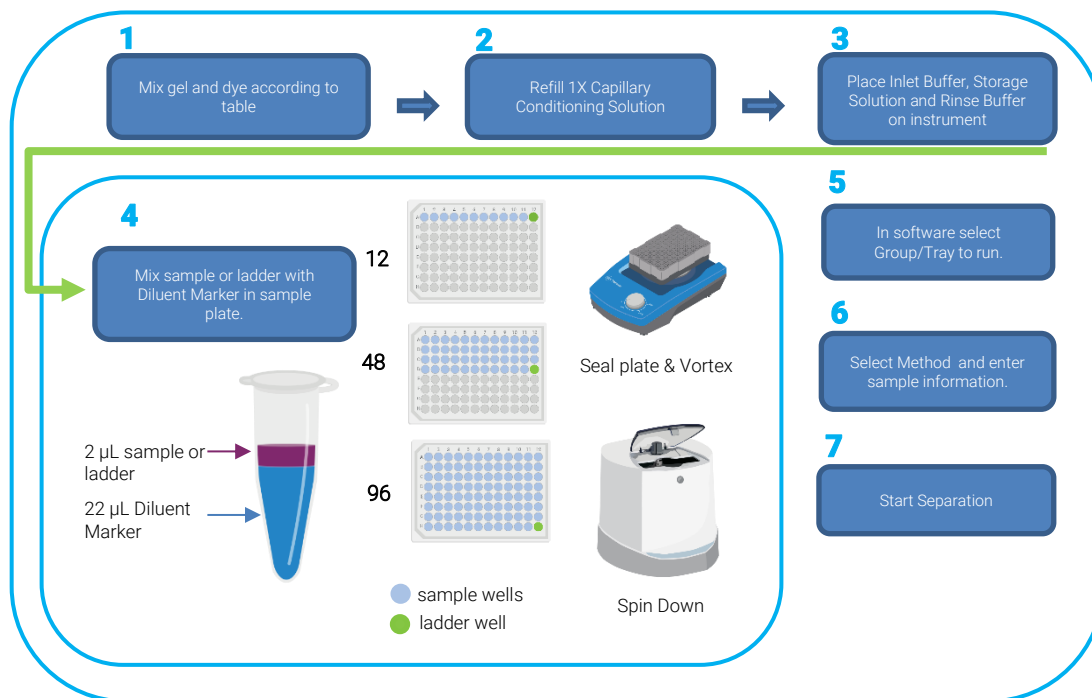 1
Mix gel and dye according to
table
2
Refill 1X Capillary
Conditioning Solution
3
Place Inlet Buffer, Storage
Solution and Rinse Buffer
on instrument
4
Mix sample or ladder with
Diluent Marker in sample
plate.
2 µL sample or
ladder
22 µL Diluent
Marker
12
48
96
sample wells
ladder well
Seal plate & Vortex
Spin Down
5
In software select
Group/Tray to run.
6
Select Method and enter
sample information.
7
Start Separation